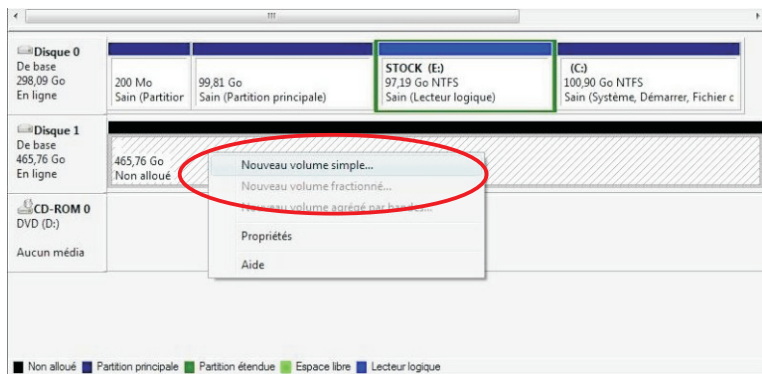 Disque 0
De base
298,09 Go
En ligne
200 Mo
Sain (Partitior
99,81 Go
Sain (Partition principale)
STOCK (E:)
97,19 Go NTFS
Sain (Lecteur logique)
(C:)
100,90 Go NTFS
Sain (Système, Démarrer, Fichier c
Disque 1
De base
465,76 Go
En ligne
465,76 Go
Non alloué
Nouveau volume simple...
Nouveau volume fractionné...
Nouveau volume agrégé par bandes...
Propriétés
Aide
CD-ROM 0
DVD (D:)
Aucun média
Non alloué Partition principale Partition étendue Espace libre Lecteur logique